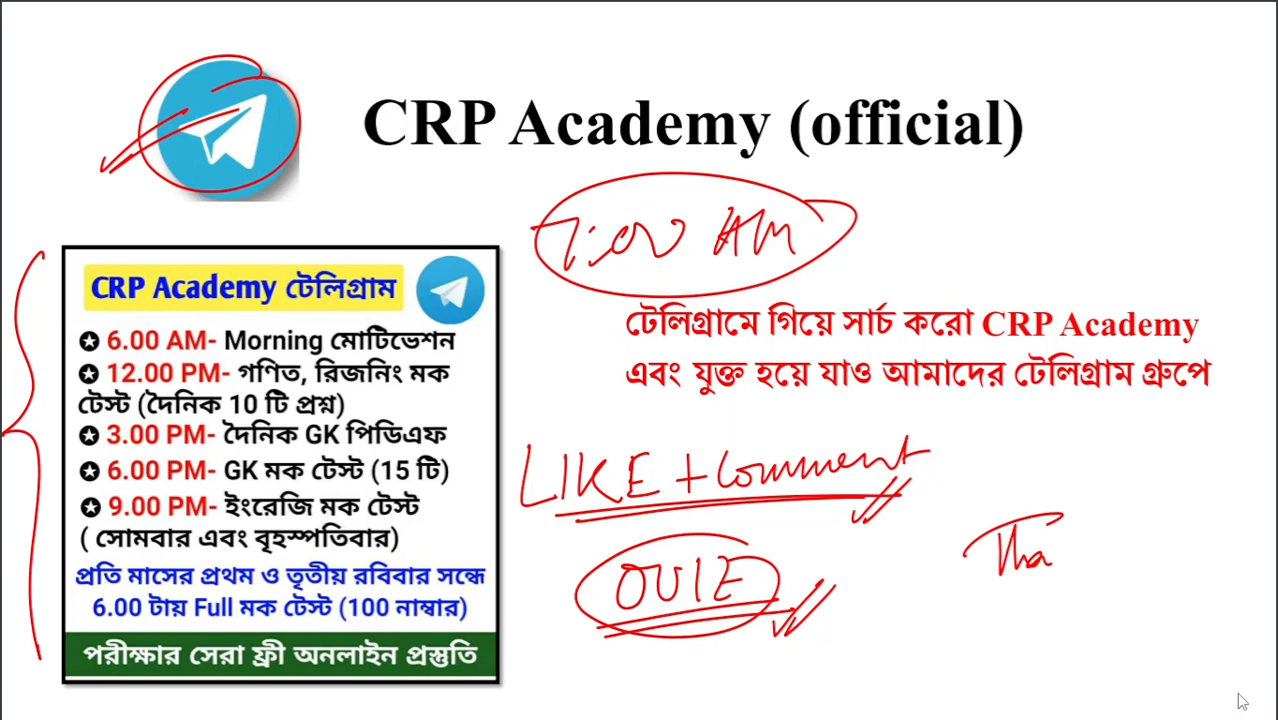 CRP Academy (official)
7:00 AM
CRP Academy টেলিগ্রাম
✪ 6.00 AM- Morning মোটিভেশন
✪ 12.00 PM- গণিত, রিজনিং মক
টেস্ট (দৈনিক 10 টি প্রশ্ন)
✪ 3.00 PM- দৈনিক GK পিডিএফ
✪ 6.00 PM- GK মক টেস্ট (15 টি)
✪ 9.00 PM- ইংরেজি মক টেস্ট
( সোমবার এবং বৃহস্পতিবার)
প্রতি মাসের প্রথম ও তৃতীয় রবিবার সন্ধে
6.00 টায় Full মক টেস্ট (100 নাম্বার)
পরীক্ষার সেরা ফ্রী অনলাইন প্রস্তুতি
টেলিগ্রামে গিয়ে সার্চ করো CRP Academy
এবং যুক্ত হয়ে যাও আমাদের টেলিগ্রাম গ্রুপে
LIKE + Comment
QUIZ
Tha